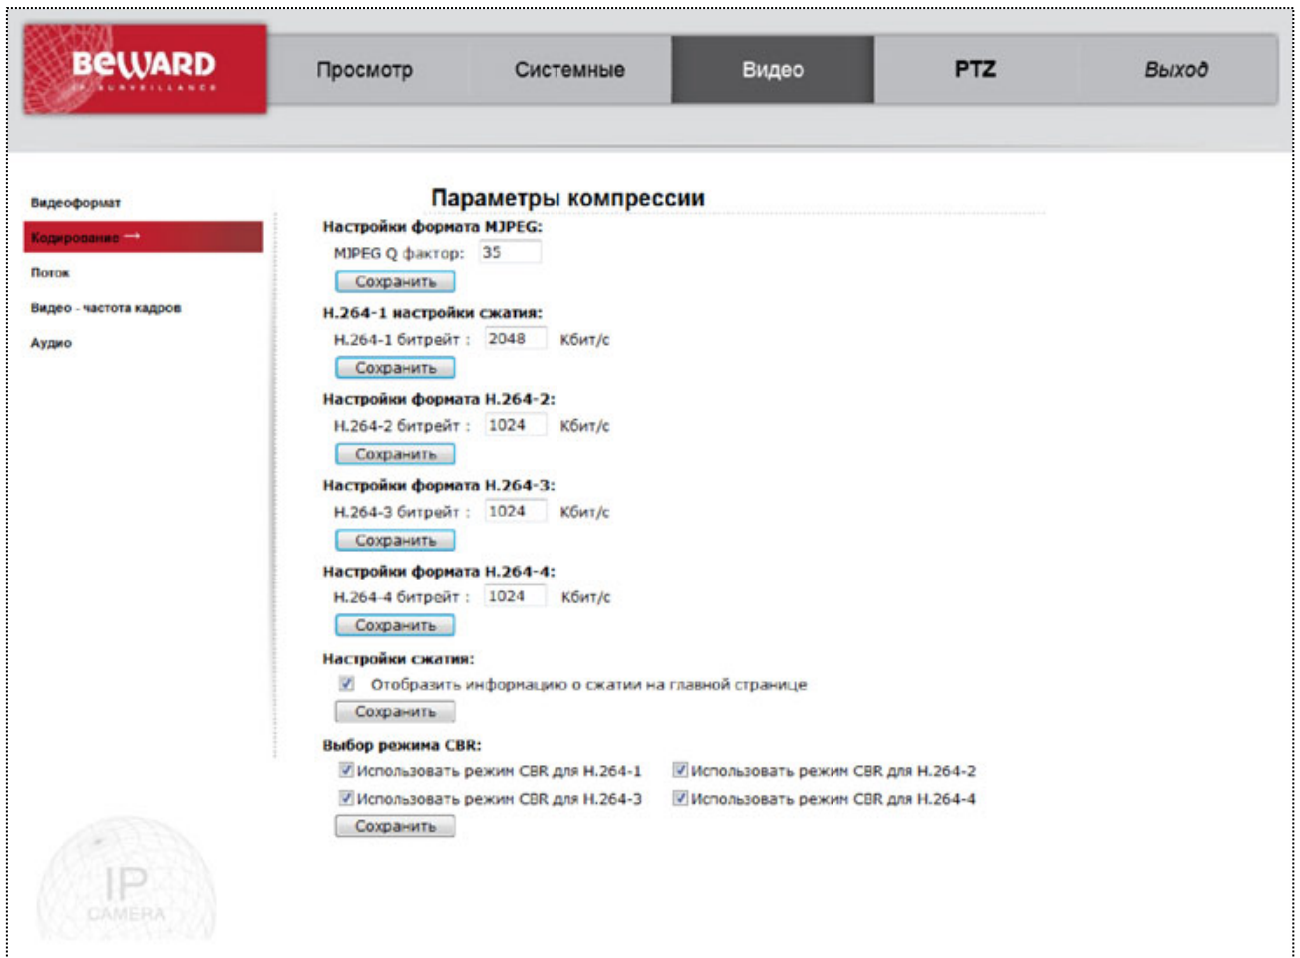 BEWARD
IP SURVEILLANCE
Просмотр Системные Видео PTZ Выход
Видеоформат
Кодирование →
Поток
Видео - частота кадров
Аудио
Параметры компрессии
Настройки формата MJPEG:
MJPEG Q фактор: 35
Сохранить
H.264-1 настройки сжатия:
H.264-1 битрейт : 2048 Кбит/с
Сохранить
Настройки формата H.264-2:
H.264-2 битрейт : 1024 Кбит/с
Сохранить
Настройки формата H.264-3:
H.264-3 битрейт : 1024 Кбит/с
Сохранить
Настройки формата H.264-4:
H.264-4 битрейт : 1024 Кбит/с
Сохранить
Настройки сжатия:
Отобразить информацию о сжатии на главной странице
Сохранить
Выбор режима CBR:
Использовать режим CBR для H.264-1 Использовать режим CBR для H.264-2
Использовать режим CBR для H.264-3 Использовать режим CBR для H.264-4
Сохранить
IP
CAMERA